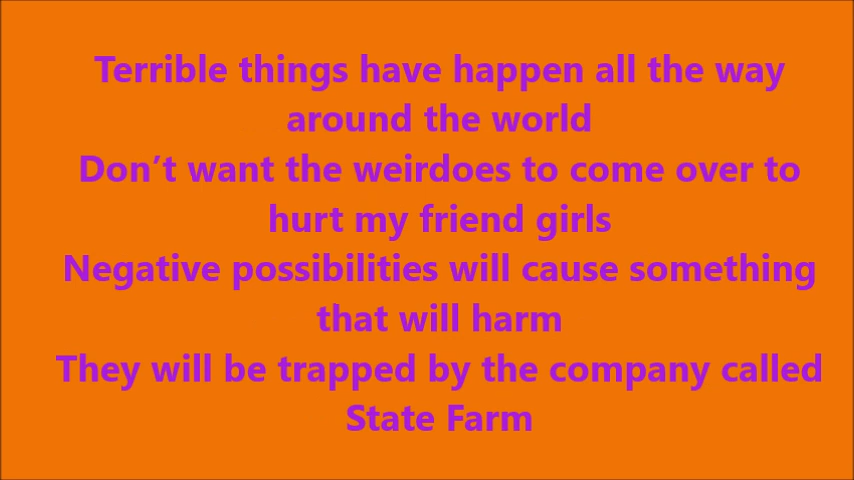 Terrible things have happen all the way
around the world
Don’t want the weirdoes to come over to
hurt my friend girls
Negative possibilities will cause something
that will harm
They will be trapped by the company called
State Farm